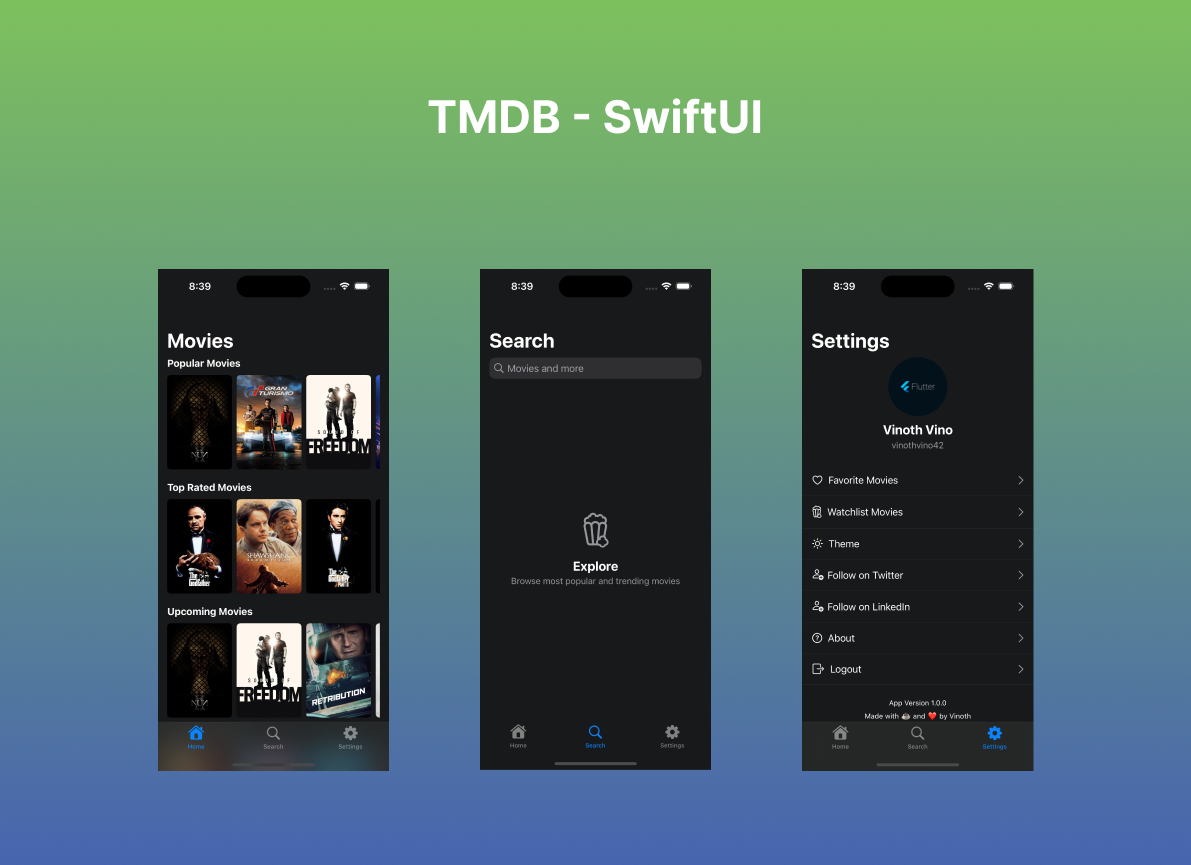 TMDB - SwiftUI
8:39
Movies
Popular Movies
NUN
GRAN
TURISMO
SOUND OF
FREEDOM
Top Rated Movies
The
Godfather
SHAWSHANK
The
Upcoming Movies
NUN
SOUND OF
FREEDOM
RETRIBUTION
Home
Search
Settings
8:39
Search
Movies and more
Explore
Browse most popular and trending movies
Home
Search
Settings
8:39
Settings
Flutter
Vinoth Vino
vinothvino42
Favorite Movies
Watchlist Movies
Theme
Follow on Twitter
Follow on LinkedIn
About
Logout
App Version 1.0.0
Made with ☕ and ❤️ by Vinoth
Home
Search
Settings